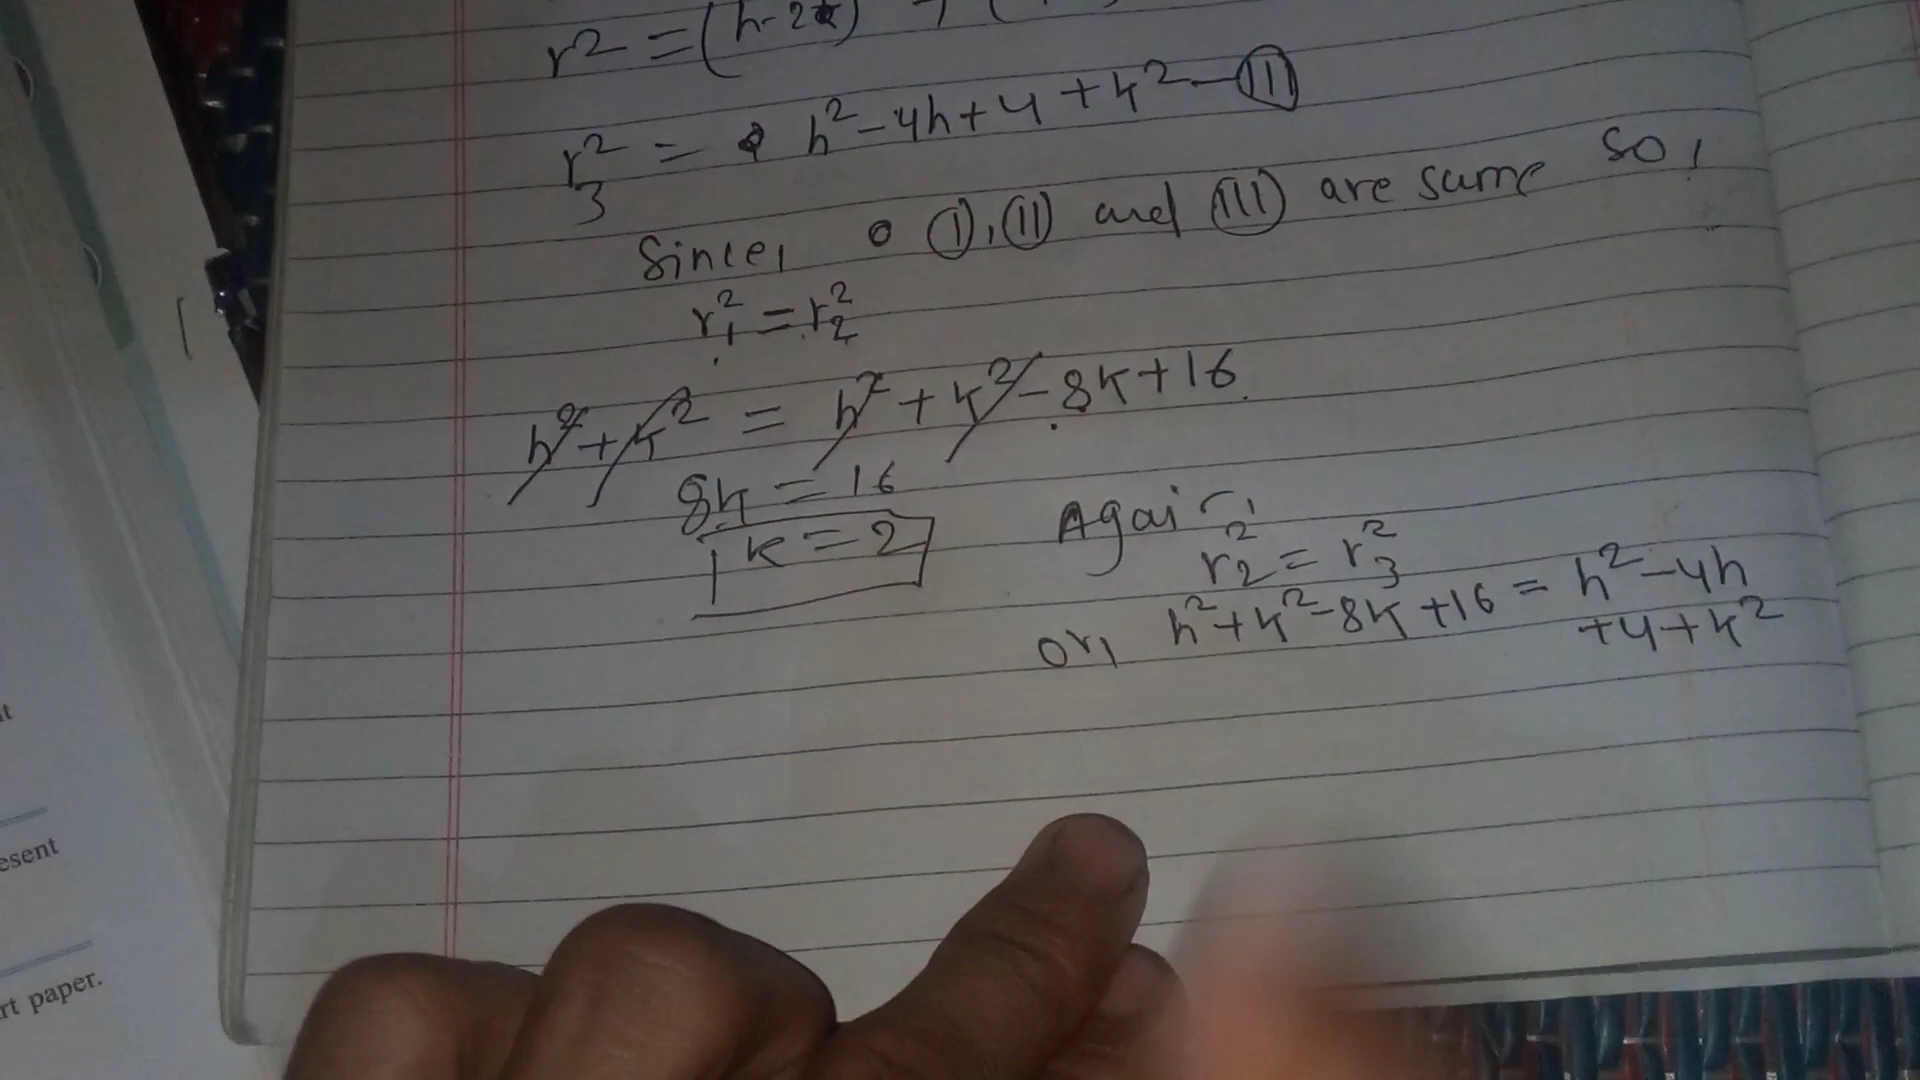 r2 = (h-2)
r²₃ = h²-4h+4+k² - (III)
Since, (I), (II) and (III) are same so,
r₁² = r₂²
h²+k² = h²+k²-8k+16
8k = 16
k = 2
Again,
r₂² = r₃²
or, h²+k²-8k+16 = h²-4h
+4+k²
esent
rt paper.